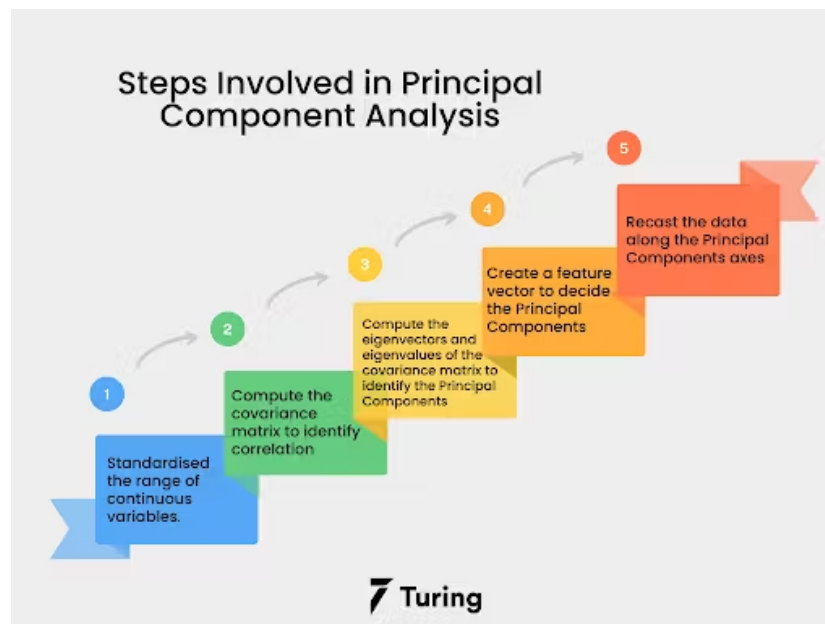 Steps Involved in Principal
Component Analysis
1
Standardised
the range of
continuous
variables.
2
Compute the
covariance
matrix to identify
correlation
3
Compute the
eigenvectors and
eigenvalues of the
covariance matrix to
identify the Principal
Components
4
Create a feature
vector to decide
the Principal
Components
5
Recast the data
along the Principal
Components axes
Turing